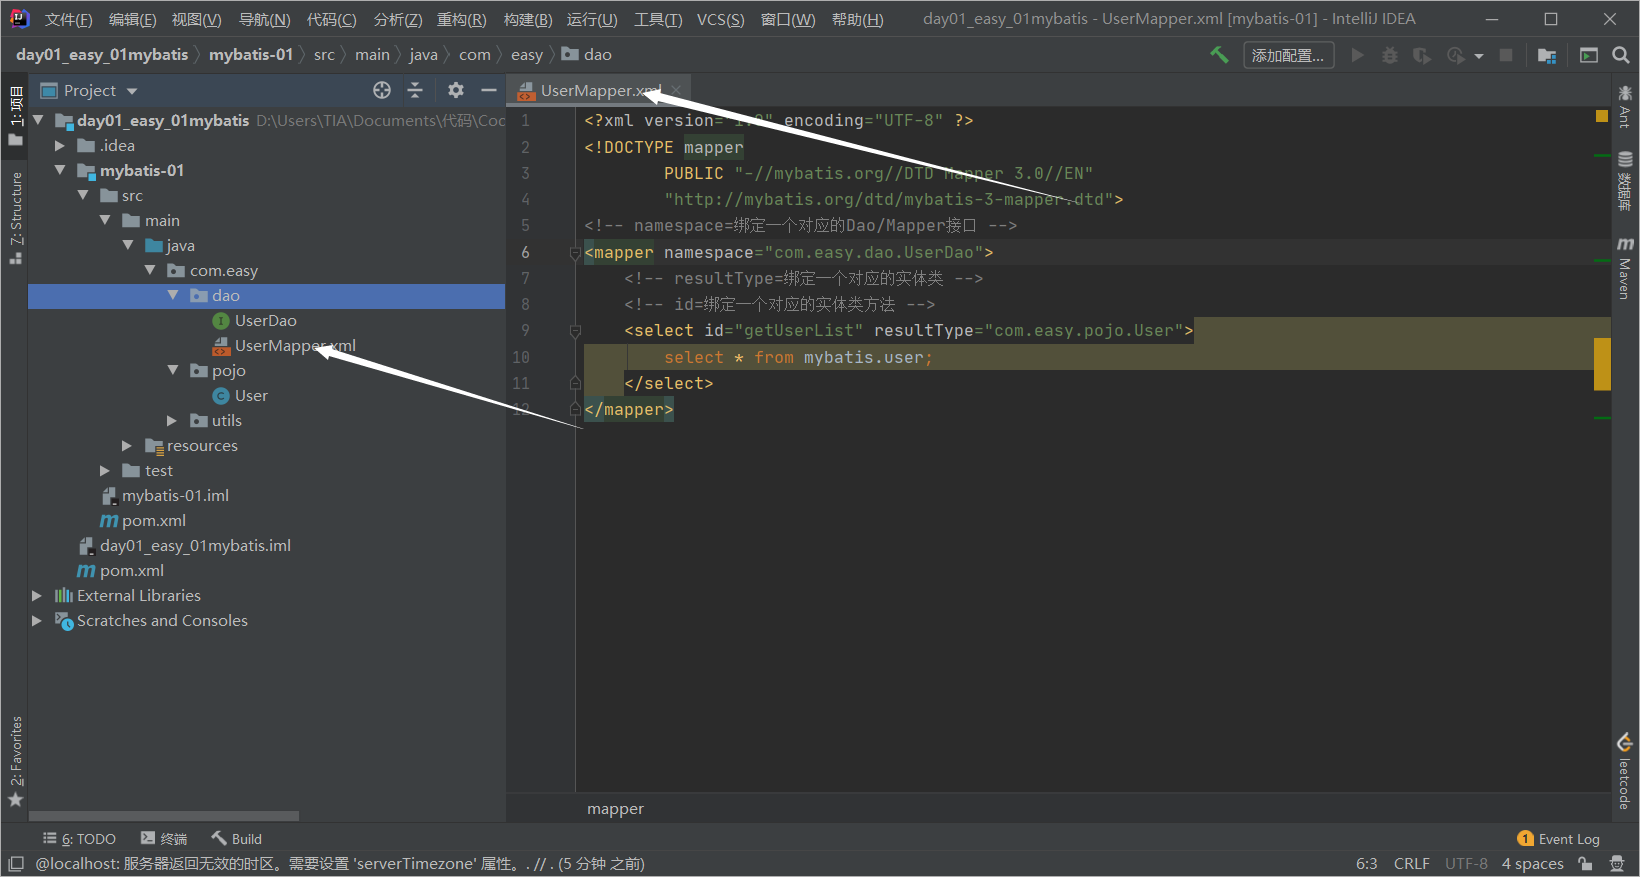 文件(F) 编辑(E) 视图(V) 导航(N) 代码(C) 分析(Z) 重构(R) 构建(B) 运行(U) 工具(T) VCS(S) 窗口(W) 帮助(H) day01_easy_01mybatis - UserMapper.xml [mybatis-01] - IntelliJ IDEA
day01_easy_01mybatis mybatis-01 src main java com easy dao 添加配置...
Project
UserMapper.xml
1: 项目
7: Structure
2: Favorites
day01_easy_01mybatis D:\Users\TIA\Documents\代码\Coc
.idea
mybatis-01
src
main
java
com.easy
dao
UserDao
UserMapper.xml
pojo
User
utils
resources
test
mybatis-01.iml
pom.xml
day01_easy_01mybatis.iml
pom.xml
External Libraries
Scratches and Consoles
1 <?xml version="1.0" encoding="UTF-8" ?>
2 <!DOCTYPE mapper
3 PUBLIC "-//mybatis.org//DTD Mapper 3.0//EN"
4 "http://mybatis.org/dtd/mybatis-3-mapper.dtd">
5 <!-- namespace=绑定一个对应的Dao/Mapper接口 -->
6 <mapper namespace="com.easy.dao.UserDao">
7 <!-- resultType=绑定一个对应的实体类 -->
8 <!-- id=绑定一个对应的实体类方法 -->
9 <select id="getUserList" resultType="com.easy.pojo.User">
10 select * from mybatis.user;
11 </select>
12 </mapper>
mapper
Ant
数据库
Maven
leetcode
6: TODO 终端 Build 1 Event Log
@localhost: 服务器返回无效的时区。需要设置 'serverTimezone' 属性。. // . (5 分钟 之前) 6:3 CRLF UTF-8 4 spaces